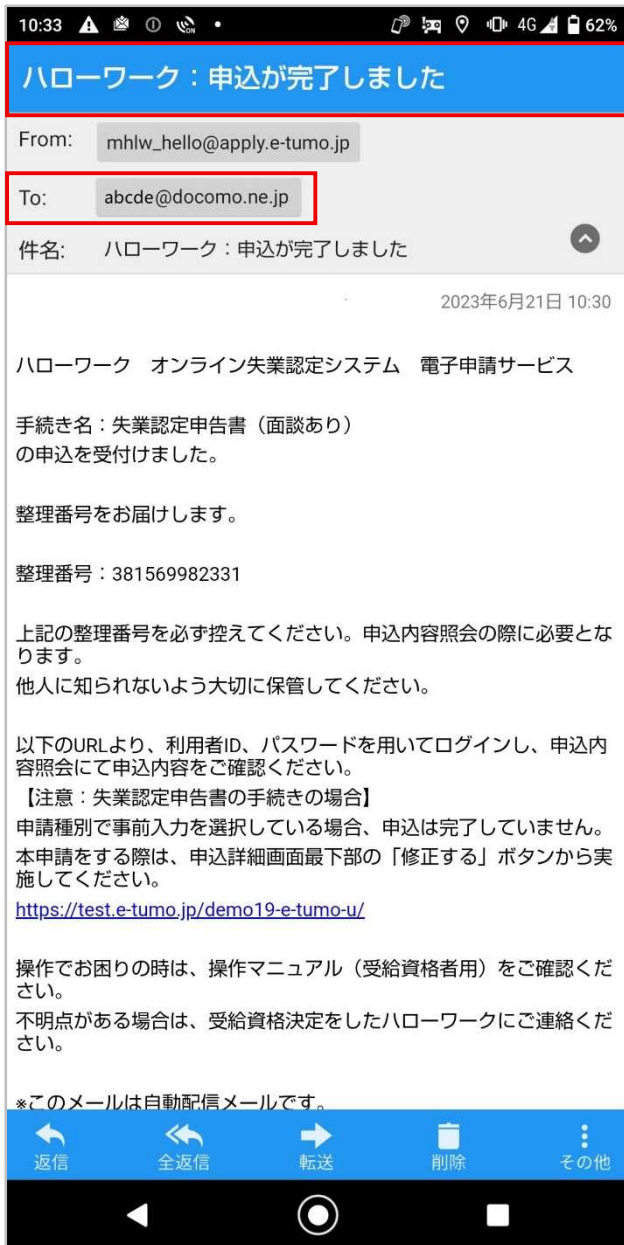 10:33
4G 62%
ハローワーク：申込が完了しました
From: mhlw_hello@apply.e-tumo.jp
To: abcde@docomo.ne.jp
件名: ハローワーク：申込が完了しました
2023年6月21日 10:30
ハローワーク　オンライン失業認定システム　電子申請サービス
手続き名：失業認定申告書（面談あり）
の申込を受付けました。
整理番号をお届けします。
整理番号：381569982331
上記の整理番号を必ず控えてください。申込内容照会の際に必要とな
ります。
他人に知られないよう大切に保管してください。
以下のURLより、利用者ID、パスワードを用いてログインし、申込内
容照会にて申込内容をご確認ください。
【注意：失業認定申告書の手続きの場合】
申請種別で事前入力を選択している場合、申込は完了していません。
本申請をする際は、申込詳細画面最下部の「修正する」ボタンから実
施してください。
https://test.e-tumo.jp/demo19-e-tumo-u/
操作でお困りの時は、操作マニュアル（受給資格者用）をご確認くだ
さい。
不明点がある場合は、受給資格決定をしたハローワークにご連絡くだ
さい。
*このメールは自動配信メールです。
返信 全返信 転送 削除 その他